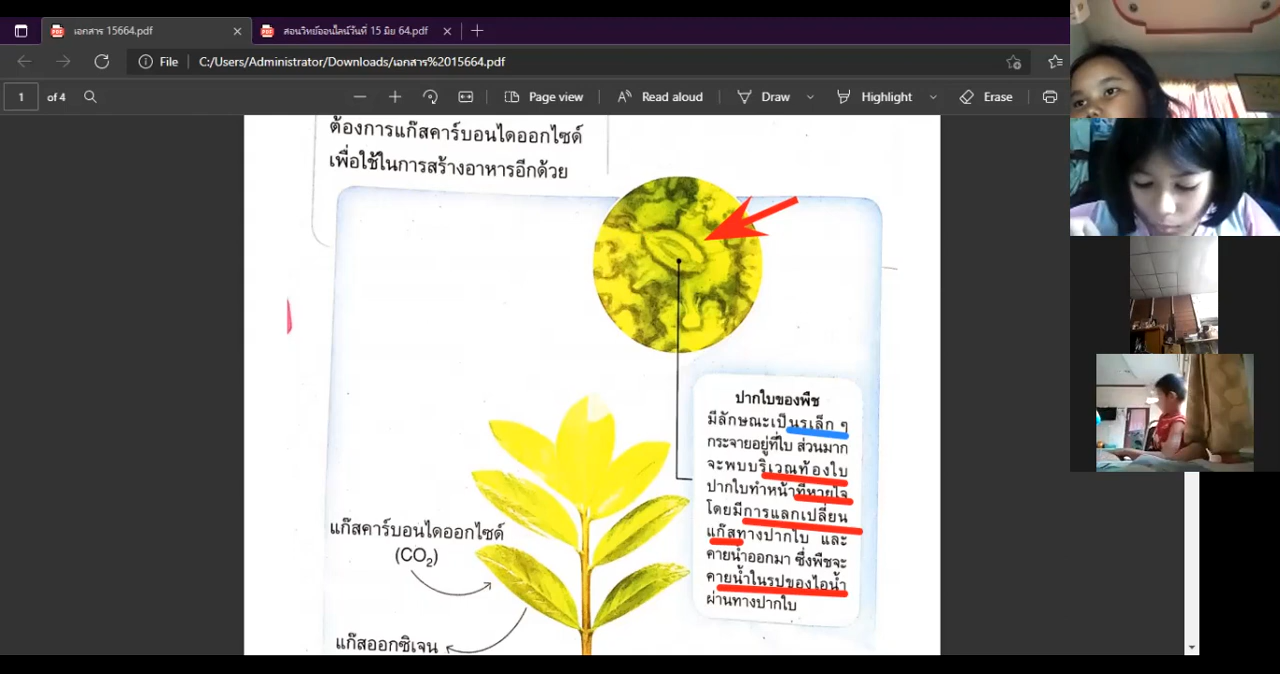 เอกสาร 15664.pdf
สอนวิทย์ออนไลน์วันที่ 15 มิย 64.pdf
File C:/Users/Administrator/Downloads/เอกสาร%2015664.pdf
1 of 4 Page view Read aloud Draw Highlight Erase
ต้องการแก๊สคาร์บอนไดออกไซด์
เพื่อใช้ในการสร้างอาหารอีกด้วย
ปากใบของพืช
มีลักษณะเป็นรูเล็ก ๆ
กระจายอยู่ที่ใบ ส่วนมาก
จะพบบริเวณท้องใบ
ปากใบทำหน้าที่หายใจ
โดยมีการแลกเปลี่ยน
แก๊สทางปากใบ และ
คายน้ำออกมา ซึ่งพืชจะ
คายน้ำในรูปของไอน้ำ
ผ่านทางปากใบ
แก๊สคาร์บอนไดออกไซด์
(CO₂)
แก๊สออกซิเจน